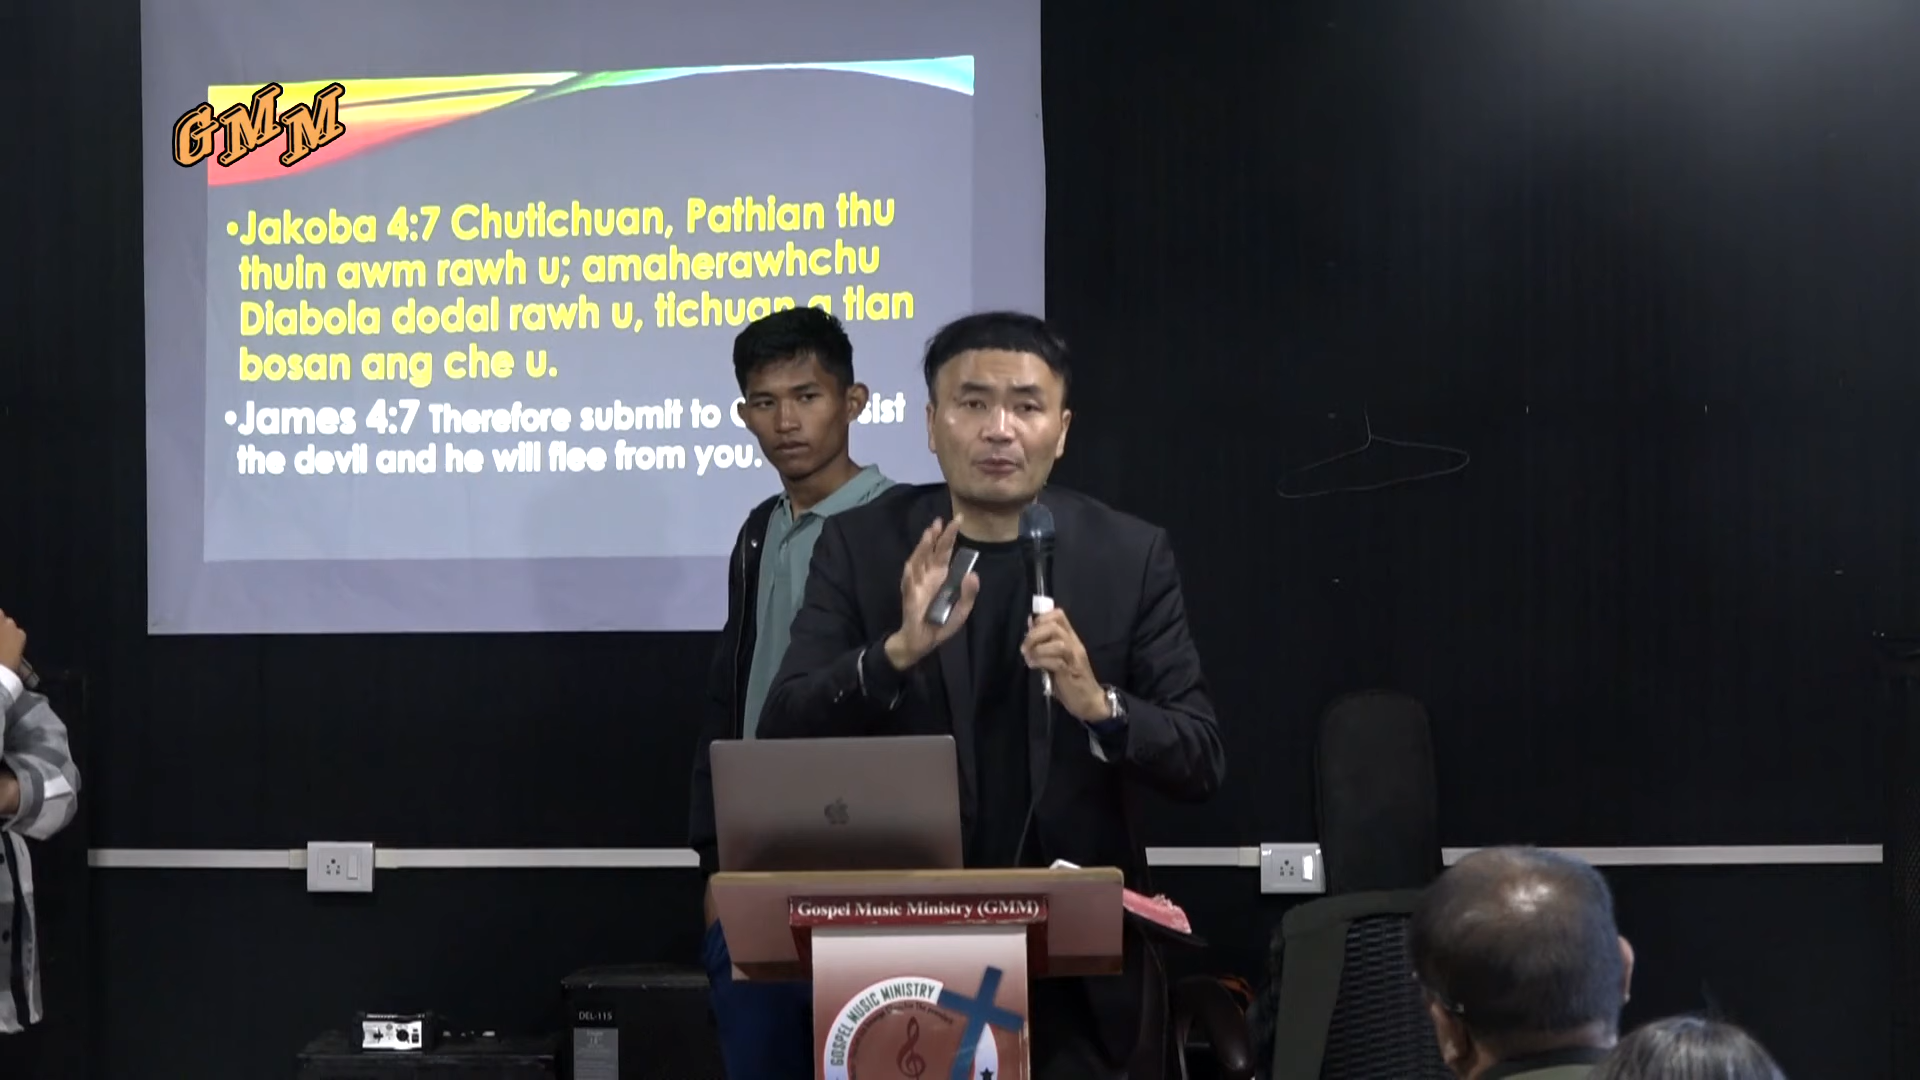 GMM
•Jakoba 4:7 Chutichuan, Pathian thu
thuin awm rawh u; amaherawhchu
Diabola dodal rawh u, tichuan a tlan
bosan ang che u.
•James 4:7 Therefore submit to
the devil and he will flee from you.
Gospel Music Ministry (GMM)
GOSPEL MUSIC MINISTRY
DEL-115